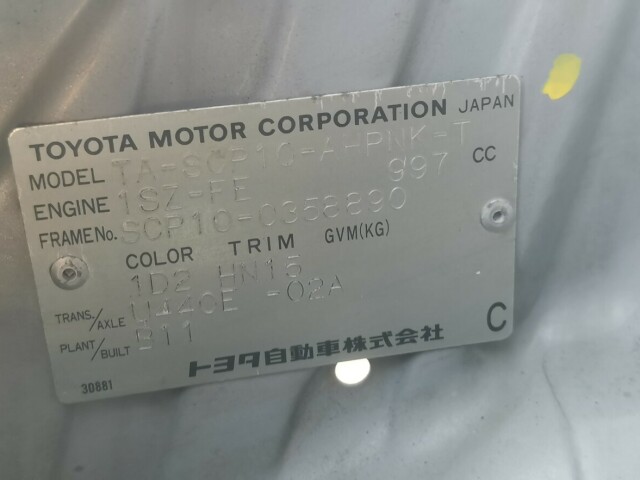 TOYOTA MOTOR CORPORATION JAPAN
MODEL TA-SCP10-AHPNK-T
ENGINE 1SZ-FE 997 CC
FRAME No. SCP10-0358890
COLOR TRIM GVM(KG)
1D2 HN15
TRANS./AXLE U440E -02A
PLANT/BUILT B11
C
トヨタ自動車株式会社
30881